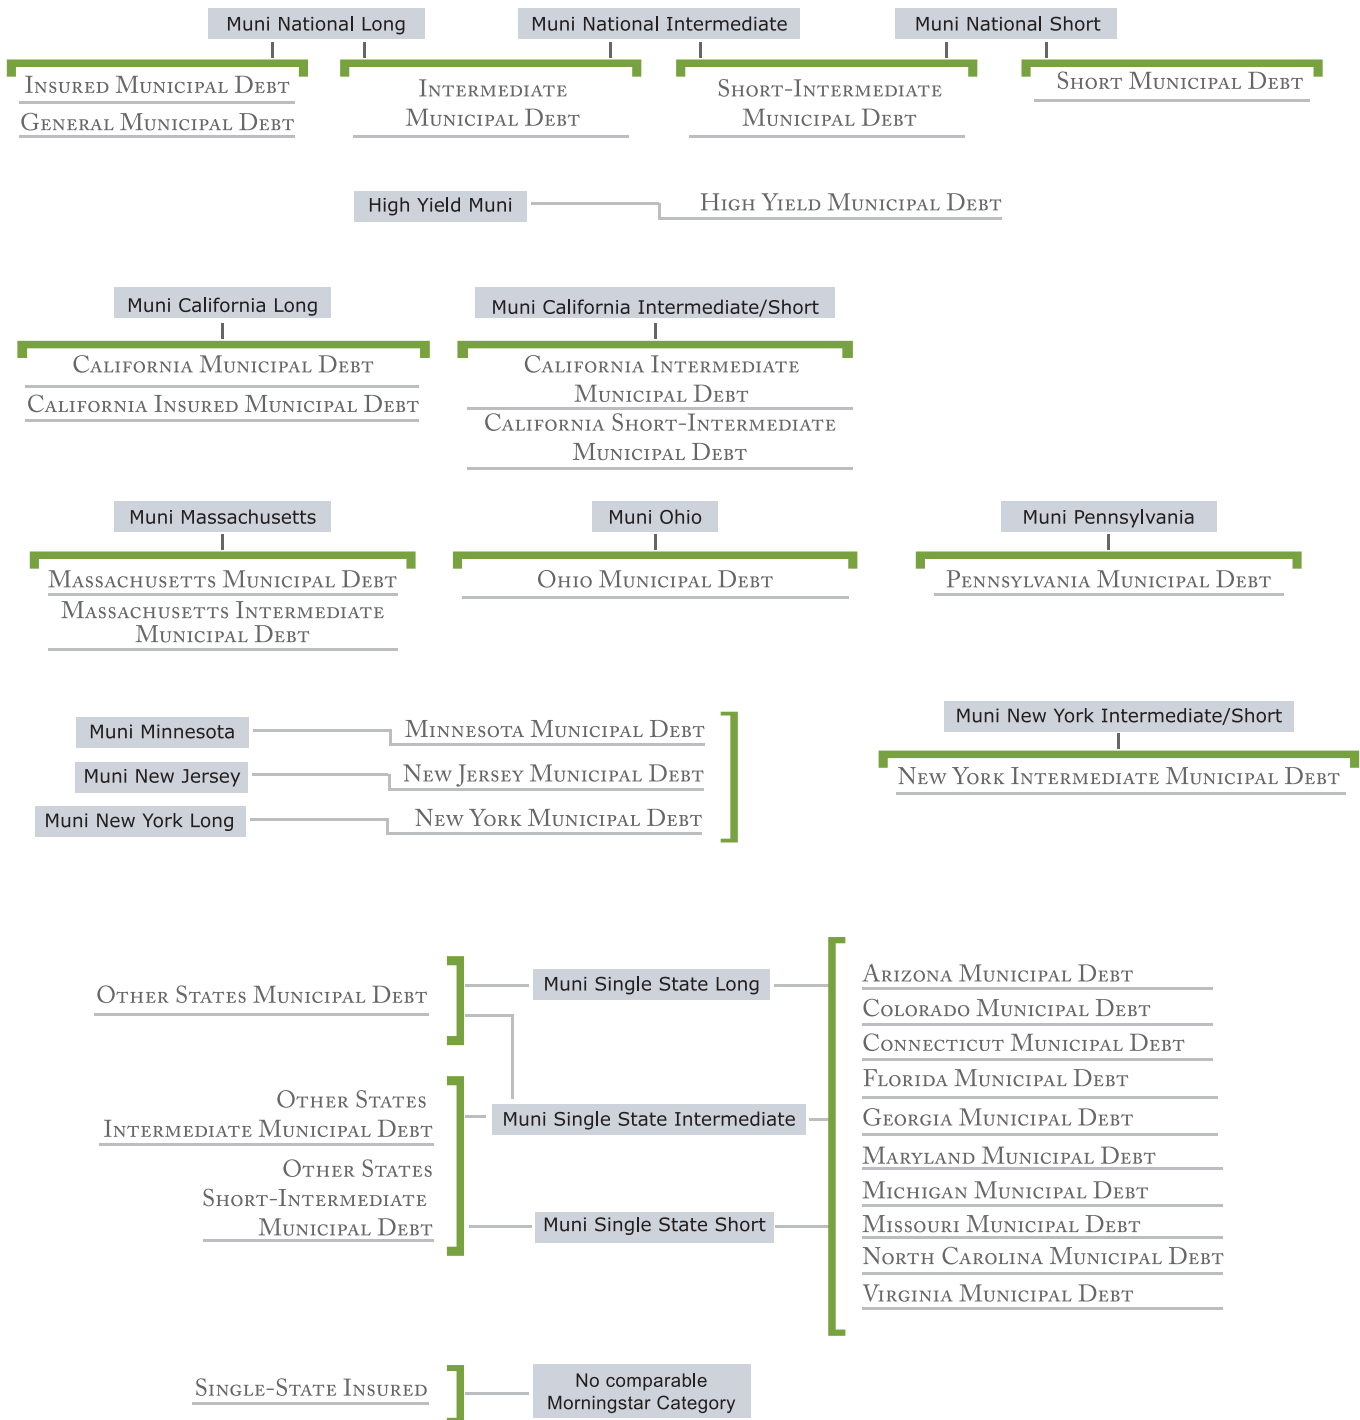 Muni National Long
Muni National Intermediate
Muni National Short
Insured Municipal Debt
General Municipal Debt
Intermediate
Municipal Debt
Short-Intermediate
Municipal Debt
Short Municipal Debt
High Yield Muni
High Yield Municipal Debt
Muni California Long
Muni California Intermediate/Short
California Municipal Debt
California Insured Municipal Debt
California Intermediate
Municipal Debt
California Short-Intermediate
Municipal Debt
Muni Massachusetts
Muni Ohio
Muni Pennsylvania
Massachusetts Municipal Debt
Massachusetts Intermediate
Municipal Debt
Ohio Municipal Debt
Pennsylvania Municipal Debt
Muni Minnesota
Minnesota Municipal Debt
Muni New Jersey
New Jersey Municipal Debt
Muni New York Long
New York Municipal Debt
Muni New York Intermediate/Short
New York Intermediate Municipal Debt
Other States Municipal Debt
Other States
Intermediate Municipal Debt
Other States
Short-Intermediate
Municipal Debt
Muni Single State Long
Muni Single State Intermediate
Muni Single State Short
Arizona Municipal Debt
Colorado Municipal Debt
Connecticut Municipal Debt
Florida Municipal Debt
Georgia Municipal Debt
Maryland Municipal Debt
Michigan Municipal Debt
Missouri Municipal Debt
North Carolina Municipal Debt
Virginia Municipal Debt
Single-State Insured
No comparable
Morningstar Category